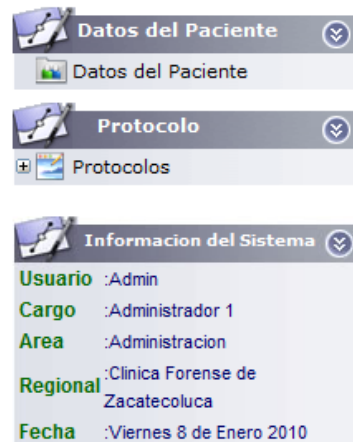 Datos del Paciente
Datos del Paciente
Protocolo
Protocolos
Informacion del Sistema
Usuario :Admin
Cargo :Administrador 1
Area :Administracion
Regional :Clinica Forense de
Zacatecoluca
Fecha :Viernes 8 de Enero 2010